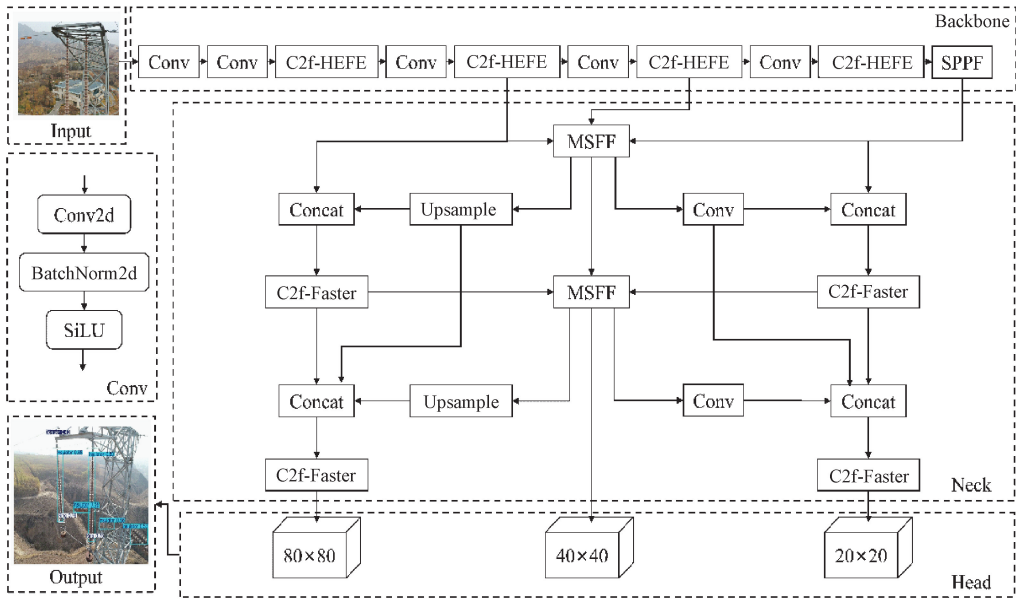 Backbone
Conv
Conv
C2f-HEFE
Conv
C2f-HEFE
Conv
C2f-HEFE
Conv
C2f-HEFE
SPPF
Input
MSFF
Concat
Upsample
Conv
Concat
C2f-Faster
MSFF
C2f-Faster
Concat
Upsample
Conv
Concat
C2f-Faster
C2f-Faster
Neck
Conv2d
BatchNorm2d
SiLU
Conv
Output
80×80
40×40
20×20
Head